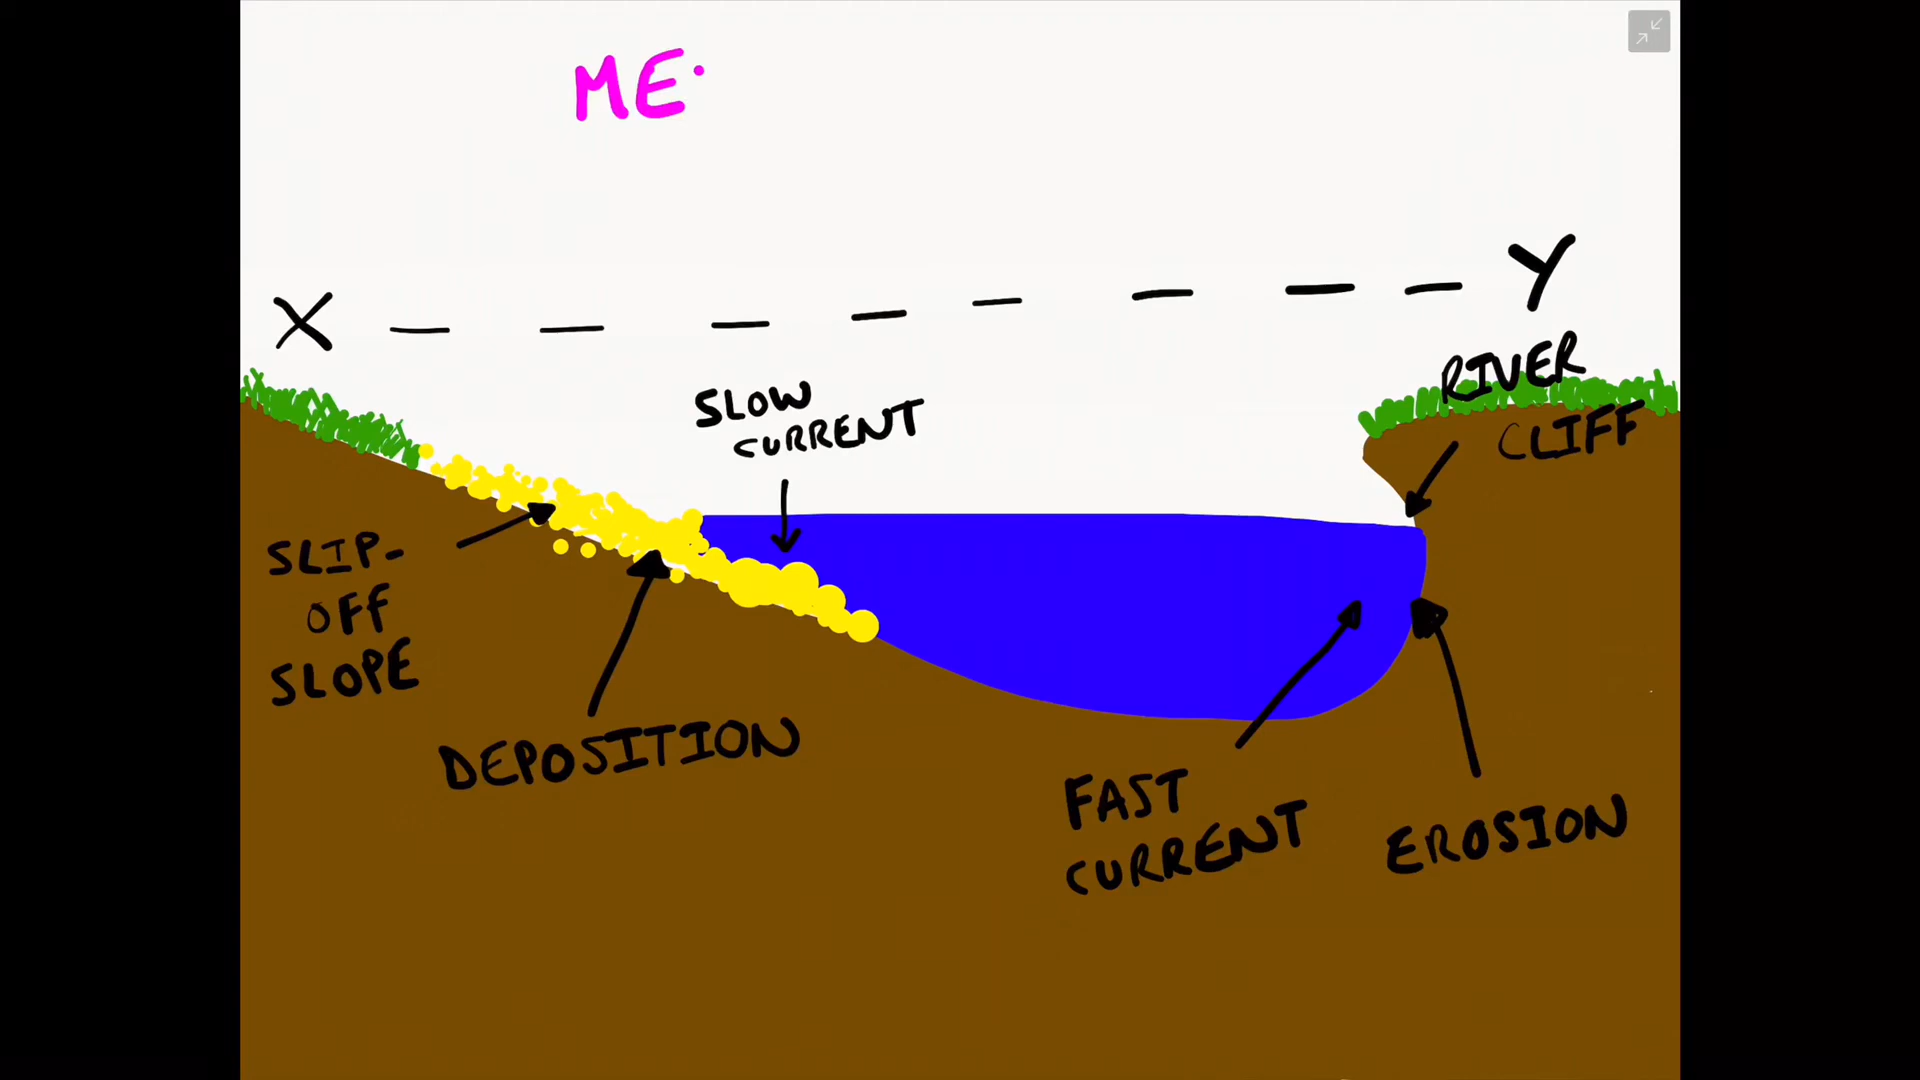 ME
X
Y
RIVER
CLIFF
SLOW
CURRENT
SLIP-
OFF
SLOPE
DEPOSITION
FAST
CURRENT
EROSION